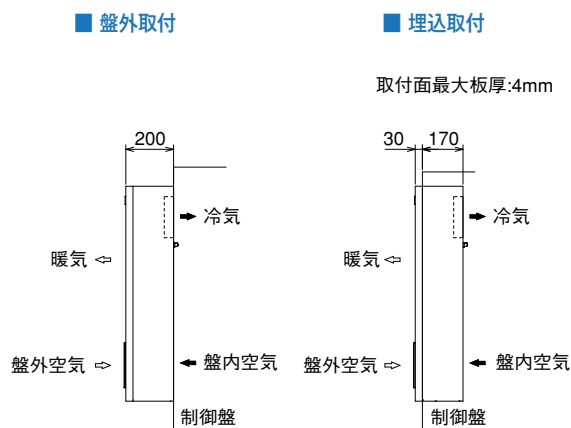 ■ 盤外取付
■ 埋込取付
取付面最大板厚:4mm
200
30 170
冷気
冷気
暖気
暖気
盤外空気
盤内空気
盤外空気
盤内空気
制御盤
制御盤